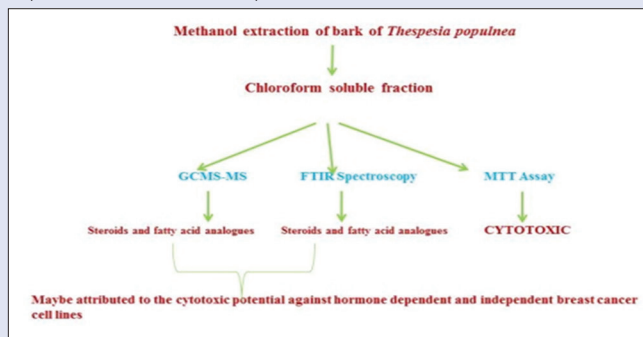 Methanol extraction of bark of Thespesia populnea
Chloroform soluble fraction
GCMS-MS FTIR Spectroscopy MTT Assay
Steroids and fatty acid analogues Steroids and fatty acid analogues CYTOTOXIC
Maybe attributed to the cytotoxic potential against hormone dependent and independent breast cancer
cell lines